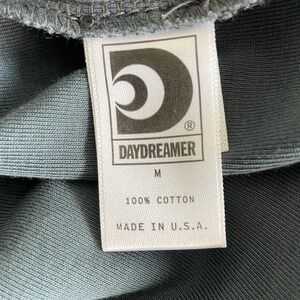 ®
DAYDREAMER
M
100% COTTON
MADE IN U.S.A.